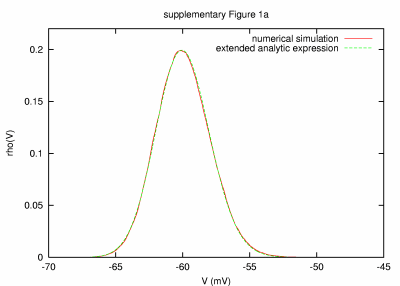 supplementary Figure 1a
numerical simulation
extended analytic expression
0.2
0.15
0.1
0.05
0
rho(V)
-70 -65 -60 -55 -50 -45
V (mV)